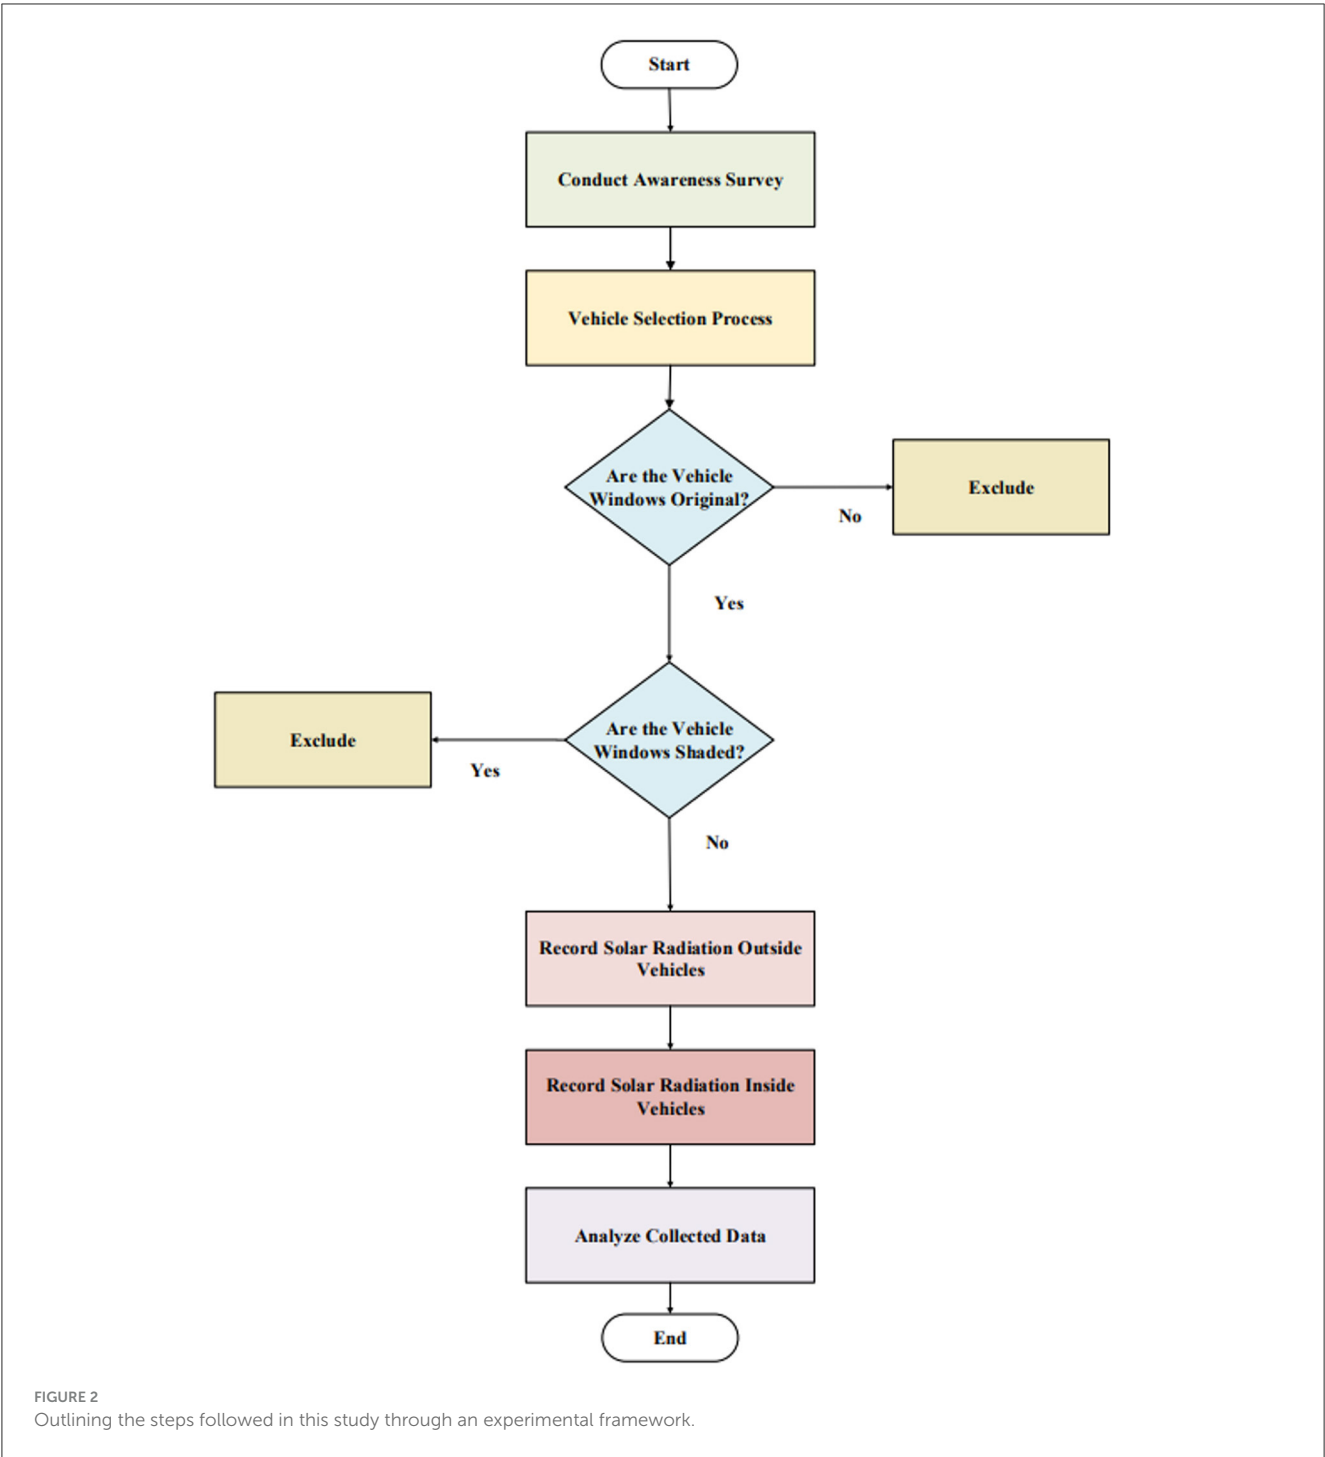 Start
Conduct Awareness Survey
Vehicle Selection Process
Are the Vehicle
Windows Original?
No
Exclude
Yes
Are the Vehicle
Windows Shaded?
Yes
Exclude
No
Record Solar Radiation Outside
Vehicles
Record Solar Radiation Inside
Vehicles
Analyze Collected Data
End
FIGURE 2
Outlining the steps followed in this study through an experimental framework.